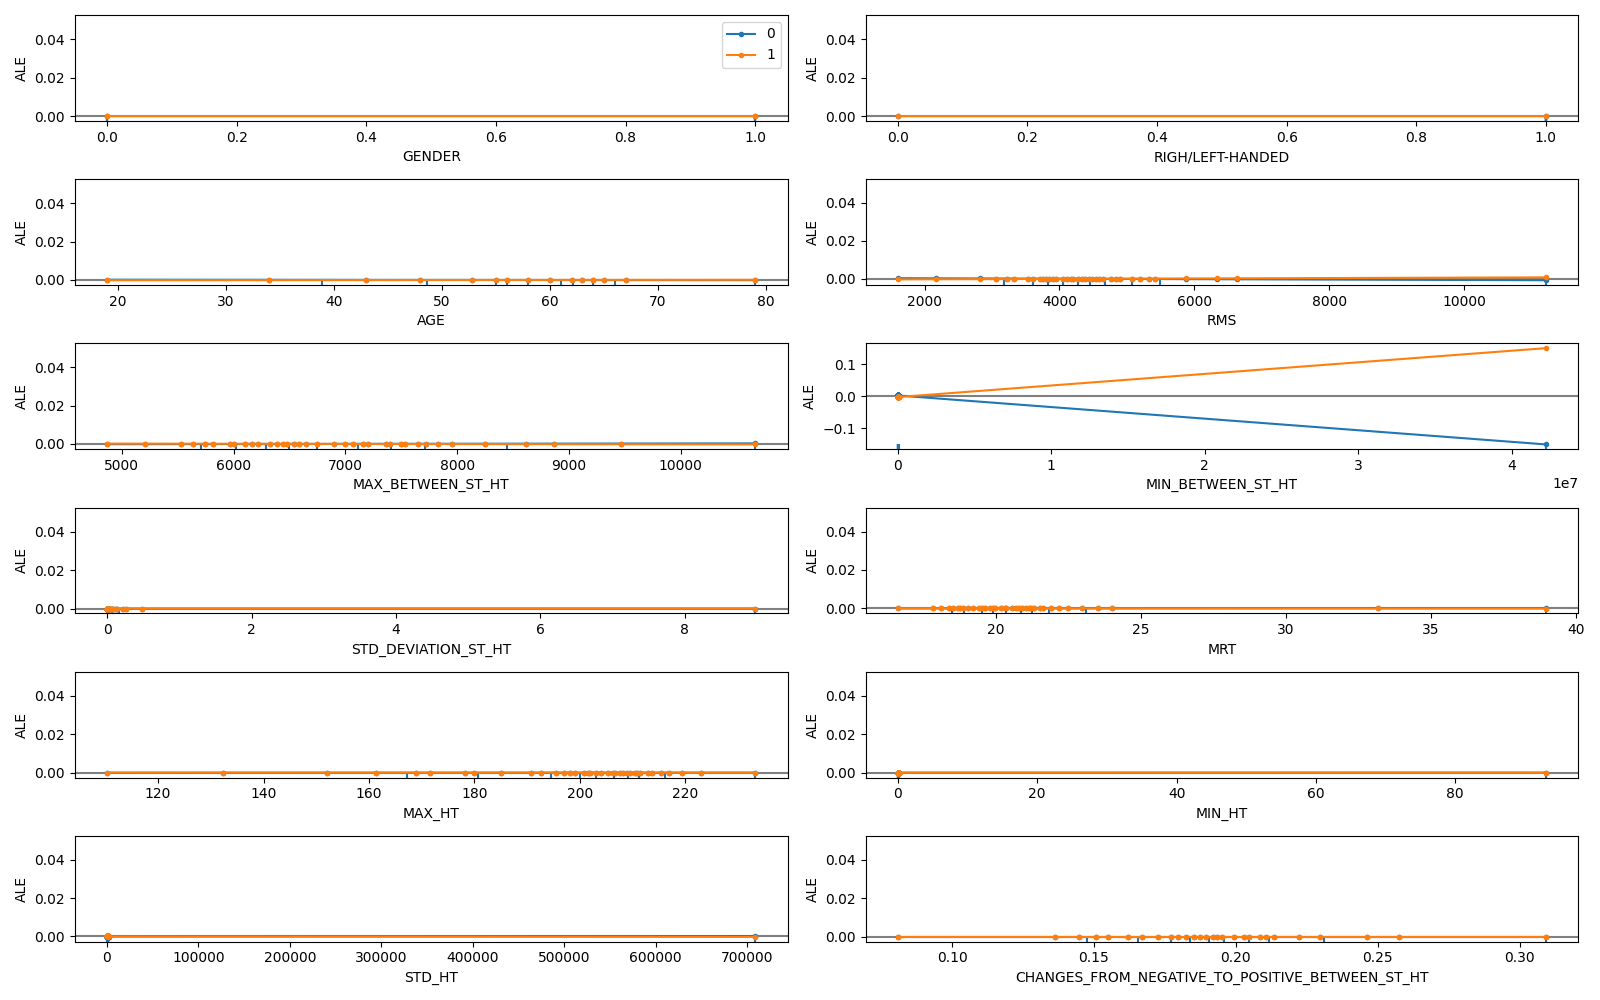 0.04
0.02
0.00
ALE
0
1
0.0 0.2 0.4 0.6 0.8 1.0
GENDER
0.04
0.02
0.00
ALE
0.0 0.2 0.4 0.6 0.8 1.0
RIGH/LEFT-HANDED
0.04
0.02
0.00
ALE
20 30 40 50 60 70 80
AGE
0.04
0.02
0.00
ALE
2000 4000 6000 8000 10000
RMS
0.04
0.02
0.00
ALE
5000 6000 7000 8000 9000 10000
MAX_BETWEEN_ST_HT
0.1
0.0
−0.1
ALE
0 1 2 3 4
1e7
MIN_BETWEEN_ST_HT
0.04
0.02
0.00
ALE
0 2 4 6 8
STD_DEVIATION_ST_HT
0.04
0.02
0.00
ALE
20 25 30 35 40
MRT
0.04
0.02
0.00
ALE
120 140 160 180 200 220
MAX_HT
0.04
0.02
0.00
ALE
0 20 40 60 80
MIN_HT
0.04
0.02
0.00
ALE
0 100000 200000 300000 400000 500000 600000 700000
STD_HT
0.04
0.02
0.00
ALE
0.10 0.15 0.20 0.25 0.30
CHANGES_FROM_NEGATIVE_TO_POSITIVE_BETWEEN_ST_HT